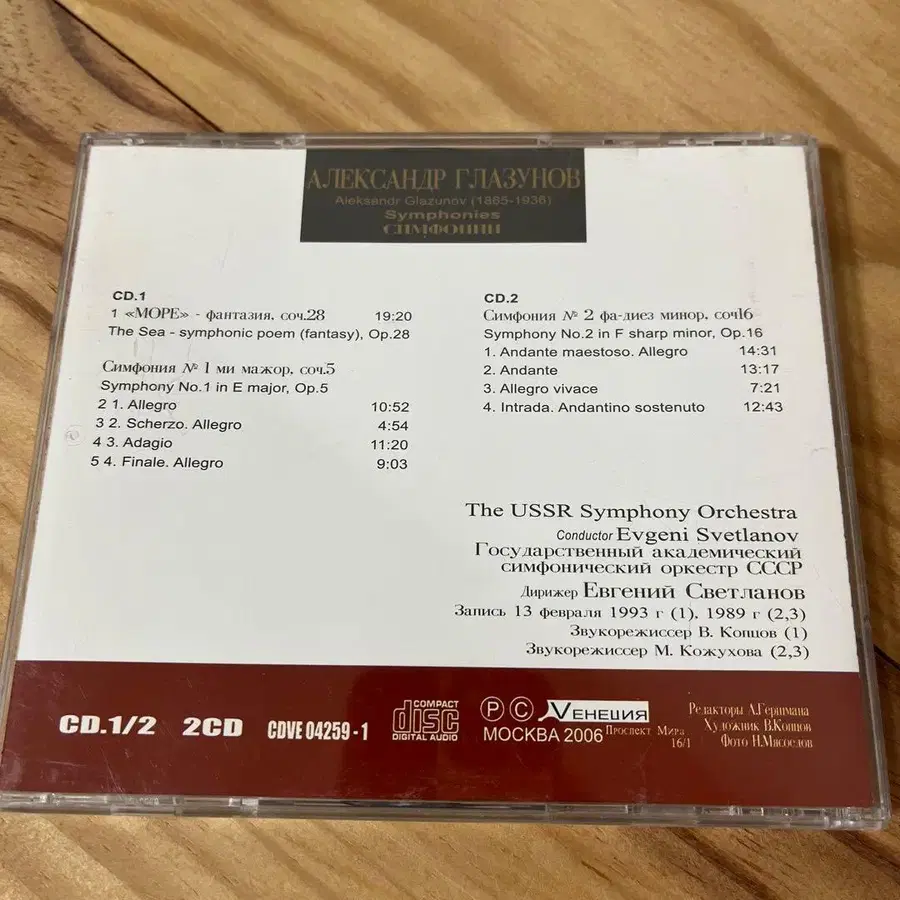 АЛЕКСАНДР ГЛАЗУНОВ
Aleksandr Glazunov (1865-1936)
Symphonies
СИМФОНИИ
CD.1
1 «МОРЕ» - фантазия, соч.28 19:20
The Sea - symphonic poem (fantasy), Op.28
Симфония № 1 ми мажор, соч.5
Symphony No.1 in E major, Op.5
2 1. Allegro 10:52
3 2. Scherzo. Allegro 4:54
4 3. Adagio 11:20
5 4. Finale. Allegro 9:03
CD.2
Симфония № 2 фа-диез минор, соч16
Symphony No.2 in F sharp minor, Op.16
1. Andante maestoso. Allegro 14:31
2. Andante 13:17
3. Allegro vivace 7:21
4. Intrada. Andantino sostenuto 12:43
The USSR Symphony Orchestra
Conductor Evgeni Svetlanov
Государственный академический
симфонический оркестр СССР
Дирижер Евгений Светланов
Запись 13 февраля 1993 г (1), 1989 г (2,3)
Звукорежиссер В. Копцов (1)
Звукорежиссер М. Кожухова (2,3)
CD.1/2 2CD CDVE 04259-1
COMPACT
disc
DIGITAL AUDIO
Ⓟ Ⓒ VЕНЕЦИЯ
МОСКВА 2006 Проспект Мира
16/1
Редакторы А.Гершмана
Художник В.Копцов
Фото Н.Мясоедов